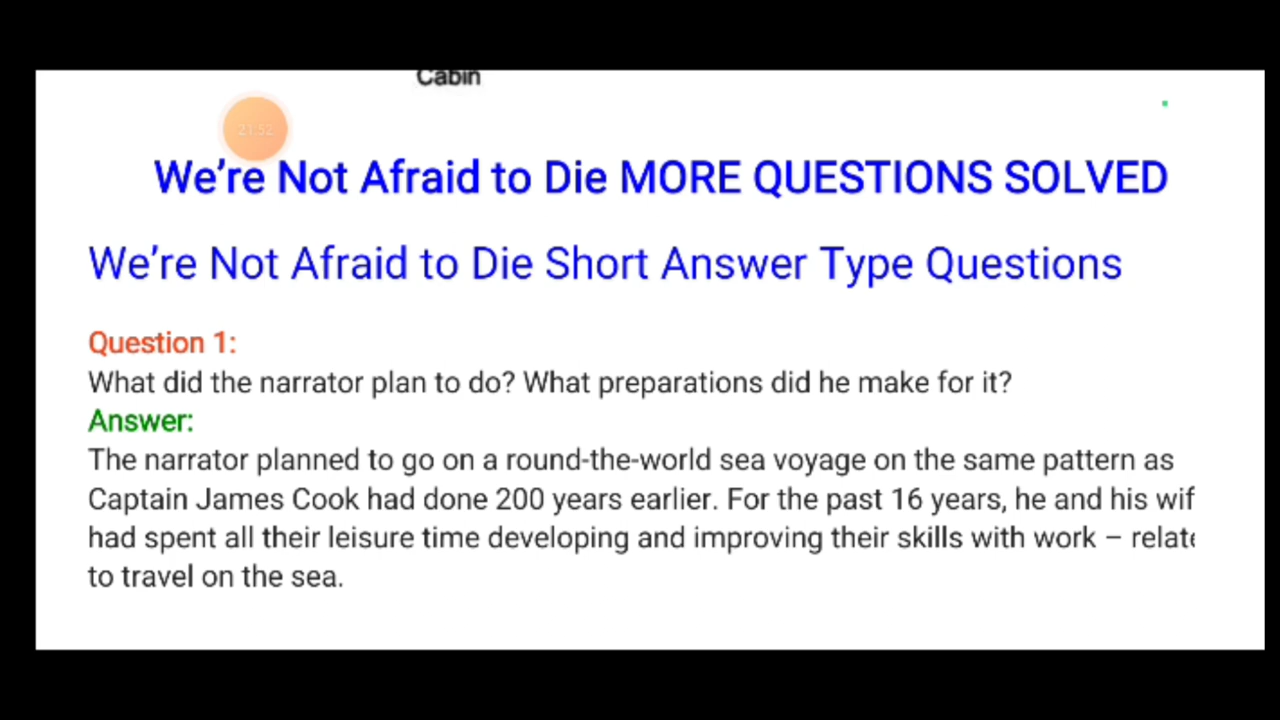 Cabin
21:52
We're Not Afraid to Die MORE QUESTIONS SOLVED
We're Not Afraid to Die Short Answer Type Questions
Question 1:
What did the narrator plan to do? What preparations did he make for it?
Answer:
The narrator planned to go on a round-the-world sea voyage on the same pattern as
Captain James Cook had done 200 years earlier. For the past 16 years, he and his wif
had spent all their leisure time developing and improving their skills with work – relate
to travel on the sea.